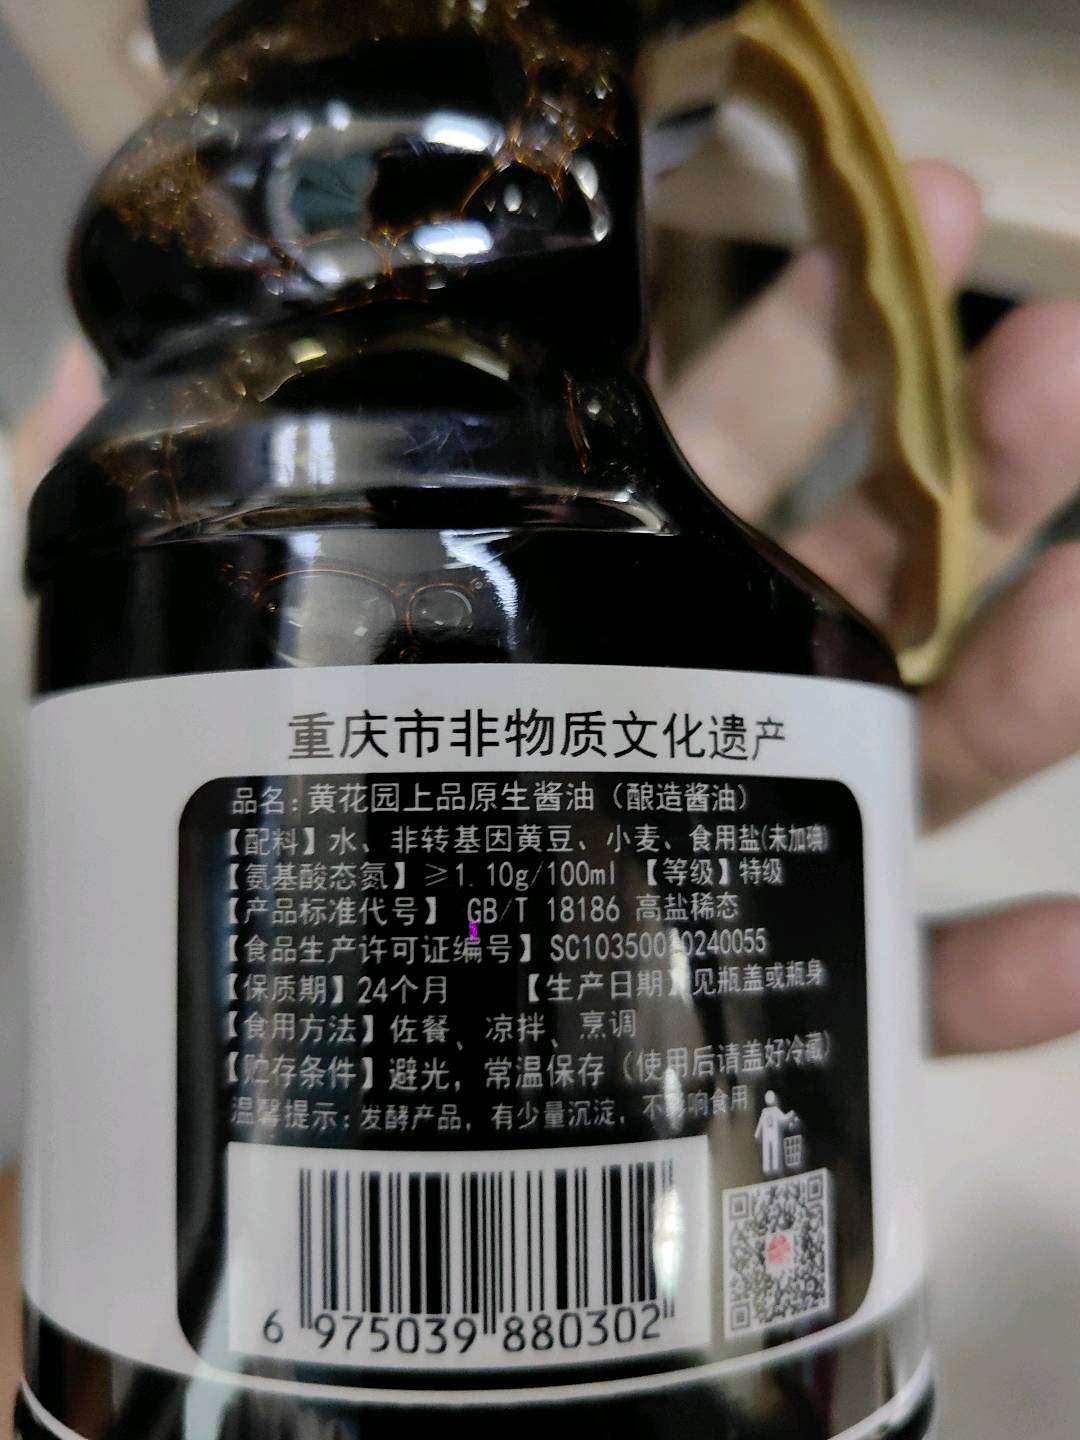 重庆市非物质文化遗产
品名:黄花园上品原生酱油（酿造酱油）
【配料】水、非转基因黄豆、小麦、食用盐(未加碘)
【氨基酸态氮】≥1.10g/100ml 【等级】特级
【产品标准代号】 GB/T 18186 高盐稀态
【食品生产许可证编号】SC10350010240055
【保质期】24个月 【生产日期】见瓶盖或瓶身
【食用方法】佐餐、凉拌、烹调
【贮存条件】避光，常温保存（使用后请盖好冷藏）
温馨提示:发酵产品，有少量沉淀，不影响食用
6 975039 880302